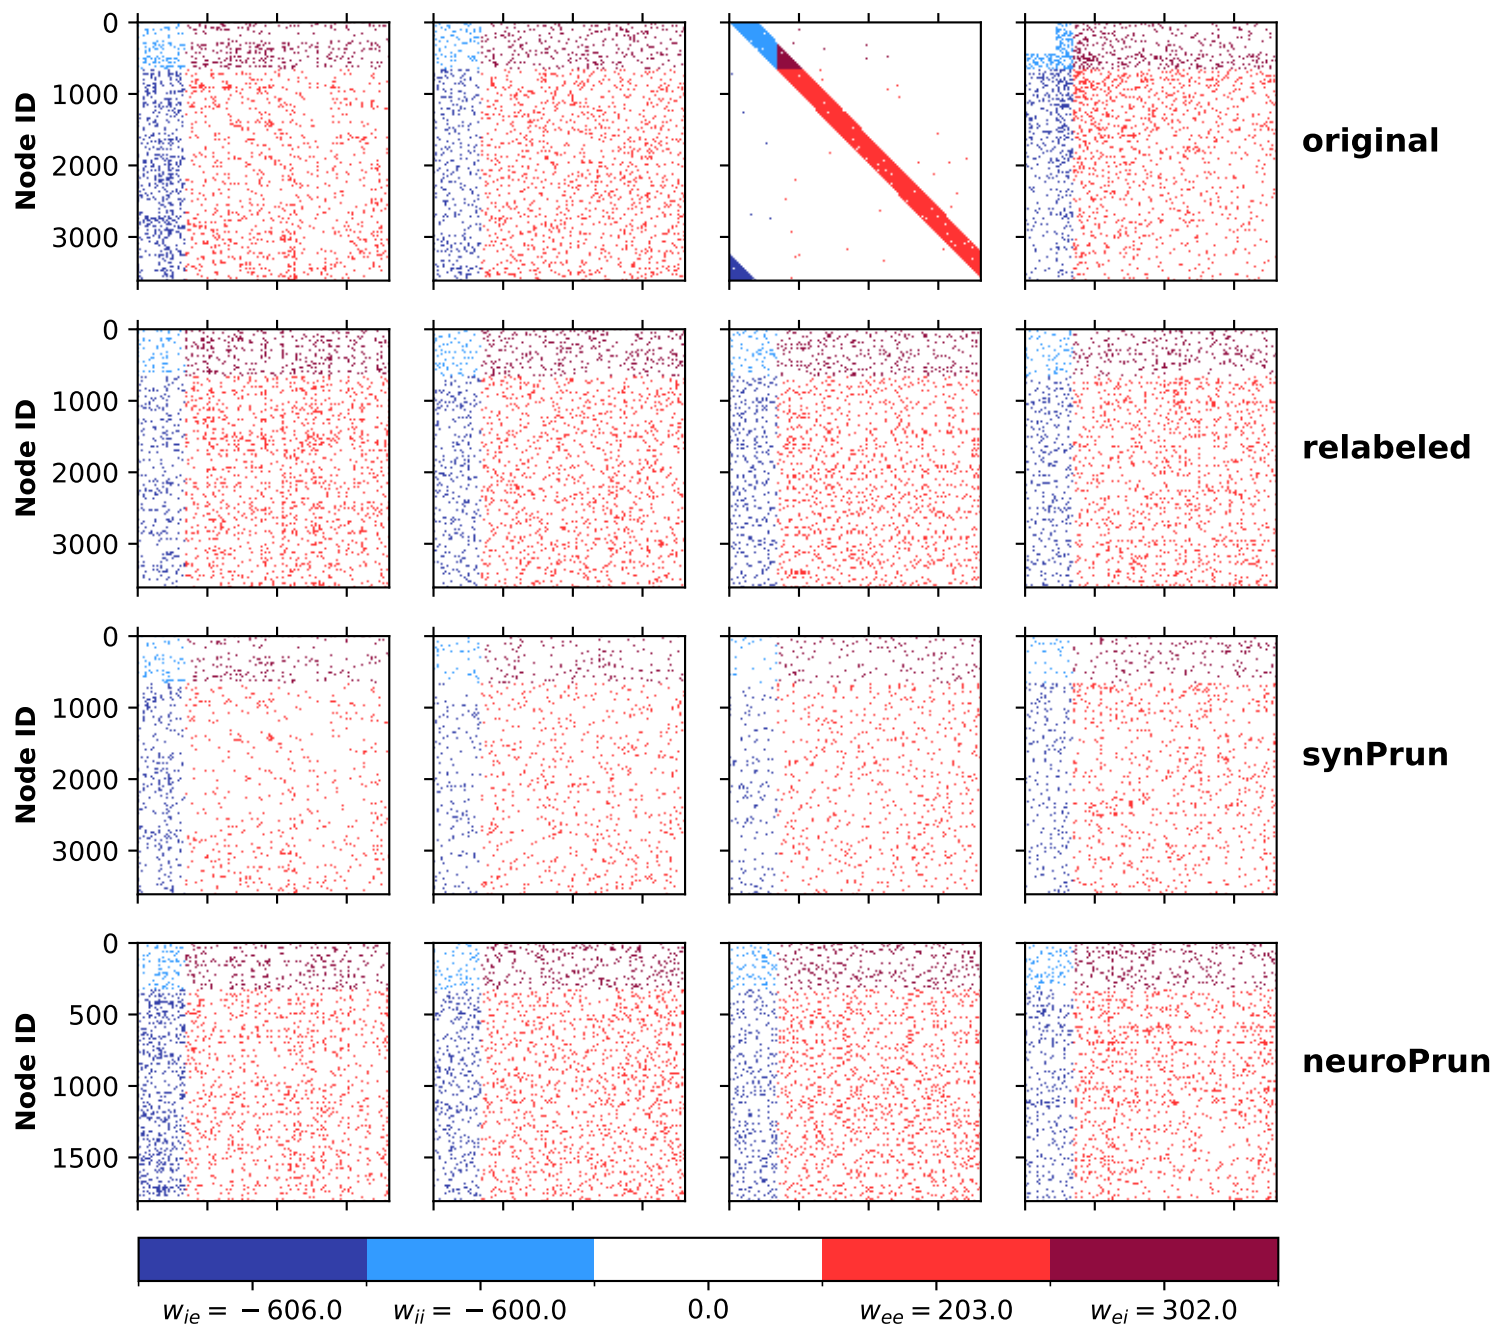 0
1000
2000
3000
Node ID
original
0
1000
2000
3000
Node ID
relabeled
0
1000
2000
3000
Node ID
synPrun
0
500
1000
1500
Node ID
neuroPrun
w_ie = −606.0 w_ii = −600.0 0.0 w_ee = 203.0 w_ei = 302.0